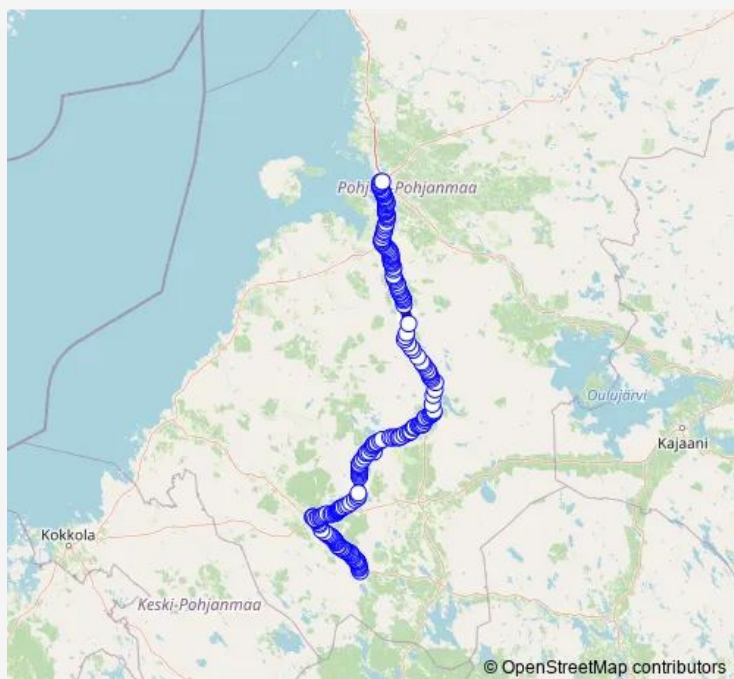 Pohj -Pohjanmaa
Oulujärvi
Kajaani
Kokkola
Keski-Pohjanmaa
© OpenStreetMap contributors